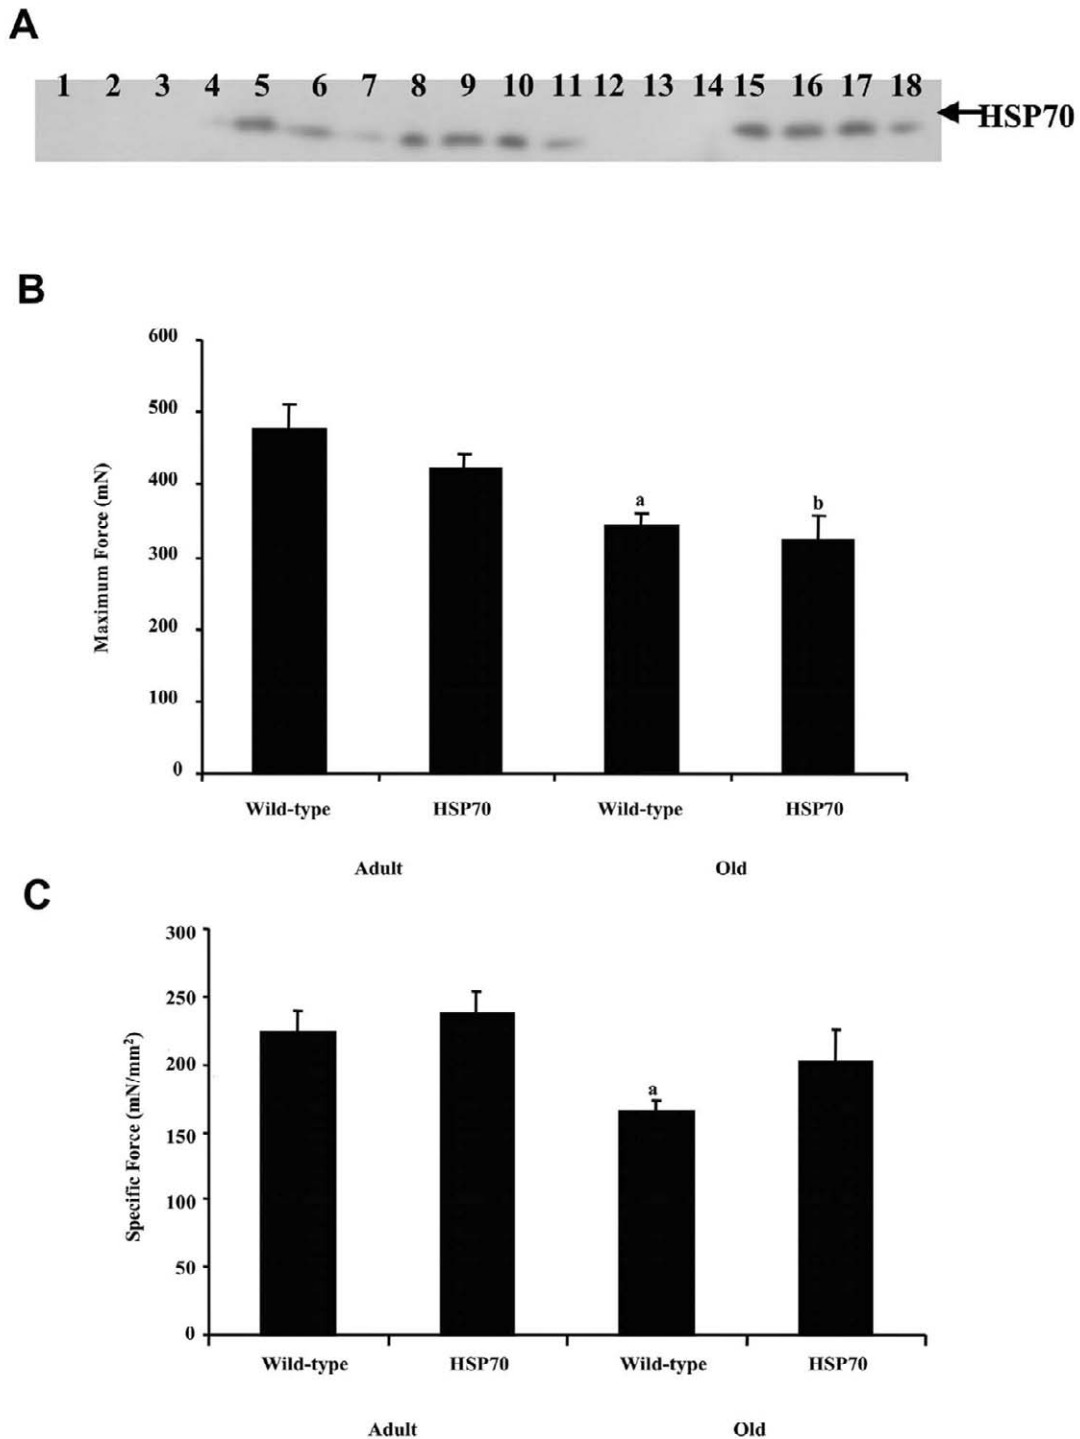 A
1 2 3 4 5 6 7 8 9 10 11 12 13 14 15 16 17 18
HSP70
B
600
500
400
300
200
100
0
Maximum Force (mN)
a
b
Wild-type HSP70 Wild-type HSP70
Adult Old
C
300
250
200
150
100
50
0
Specific Force (mN/mm²)
a
Wild-type HSP70 Wild-type HSP70
Adult Old